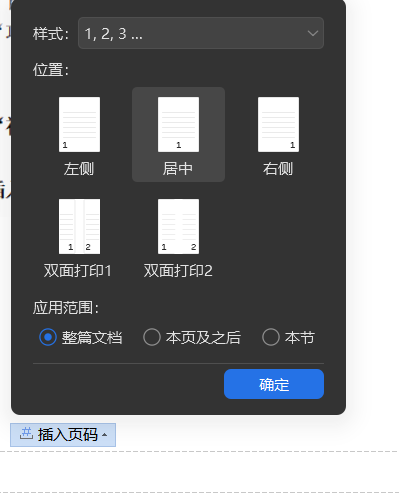 样式： 1, 2, 3 ...
位置：
1 1 1
左侧 居中 右侧
1 2 1 2
双面打印1 双面打印2
应用范围：
整篇文档 本页及之后 本节
确定
插入页码